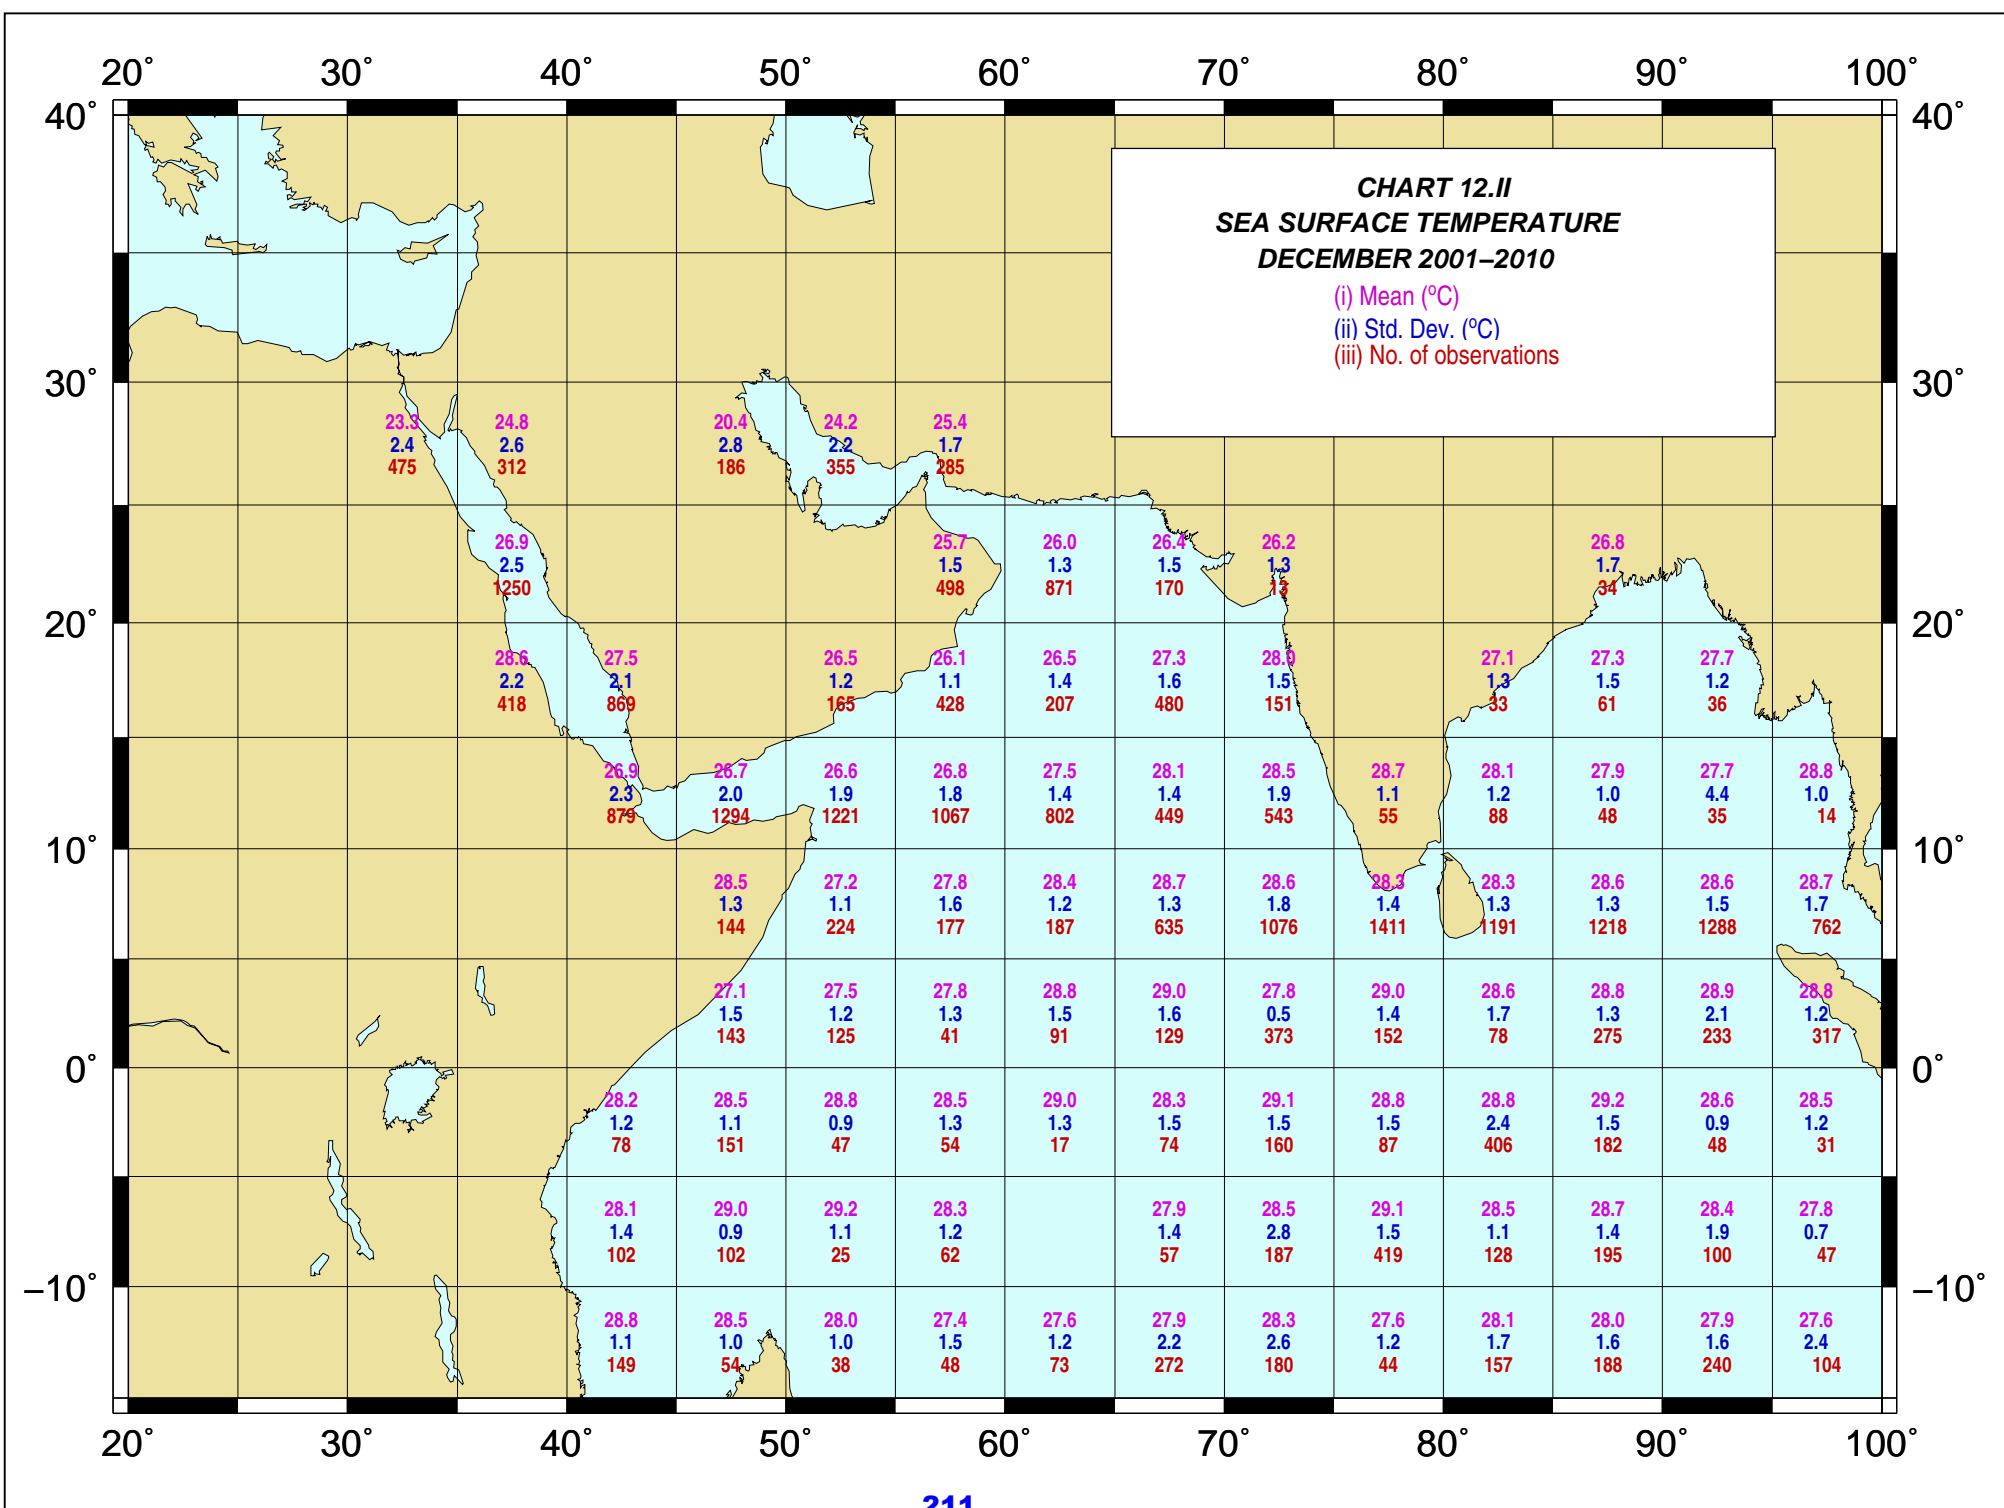 20° 30° 40° 50° 60° 70° 80° 90° 100°
40° 40°
CHART 12.II
SEA SURFACE TEMPERATURE
DECEMBER 2001–2010
(i) Mean (ºC)
(ii) Std. Dev. (ºC)
(iii) No. of observations
30° 30°
23.3 24.8 20.4 24.2 25.4
2.4 2.6 2.8 2.2 1.7
475 312 186 355 285
26.9 25.7 26.0 26.4 26.2 26.8
2.5 1.5 1.3 1.5 1.3 1.7
1250 498 871 170 13 34
20° 20°
28.6 27.5 26.5 26.1 26.5 27.3 28.0 27.1 27.3 27.7
2.2 2.1 1.2 1.1 1.4 1.6 1.5 1.3 1.5 1.2
418 869 165 428 207 480 151 33 61 36
26.9 26.7 26.6 26.8 27.5 28.1 28.5 28.7 28.1 27.9 27.7 28.8
2.3 2.0 1.9 1.8 1.4 1.4 1.9 1.1 1.2 1.0 4.4 1.0
879 1294 1221 1067 802 449 543 55 88 48 35 14
10° 10°
28.5 27.2 27.8 28.4 28.7 28.6 28.3 28.3 28.6 28.6 28.7
1.3 1.1 1.6 1.2 1.3 1.8 1.4 1.3 1.3 1.5 1.7
144 224 177 187 635 1076 1411 1191 1218 1288 762
27.1 27.5 27.8 28.8 29.0 27.8 29.0 28.6 28.8 28.9 28.8
1.5 1.2 1.3 1.5 1.6 0.5 1.4 1.7 1.3 2.1 1.2
143 125 41 91 129 373 152 78 275 233 317
0° 0°
28.2 28.5 28.8 28.5 29.0 28.3 29.1 28.8 28.8 29.2 28.6 28.5
1.2 1.1 0.9 1.3 1.3 1.5 1.5 1.5 2.4 1.5 0.9 1.2
78 151 47 54 17 74 160 87 406 182 48 31
28.1 29.0 29.2 28.3 27.9 28.5 29.1 28.5 28.7 28.4 27.8
1.4 0.9 1.1 1.2 1.4 2.8 1.5 1.1 1.4 1.9 0.7
102 102 25 62 57 187 419 128 195 100 47
−10° −10°
28.8 28.5 28.0 27.4 27.6 27.9 28.3 27.6 28.1 28.0 27.9 27.6
1.1 1.0 1.0 1.5 1.2 2.2 2.6 1.2 1.7 1.6 1.6 2.4
149 54 38 48 73 272 180 44 157 188 240 104
20° 30° 40° 50° 60° 70° 80° 90° 100°
211